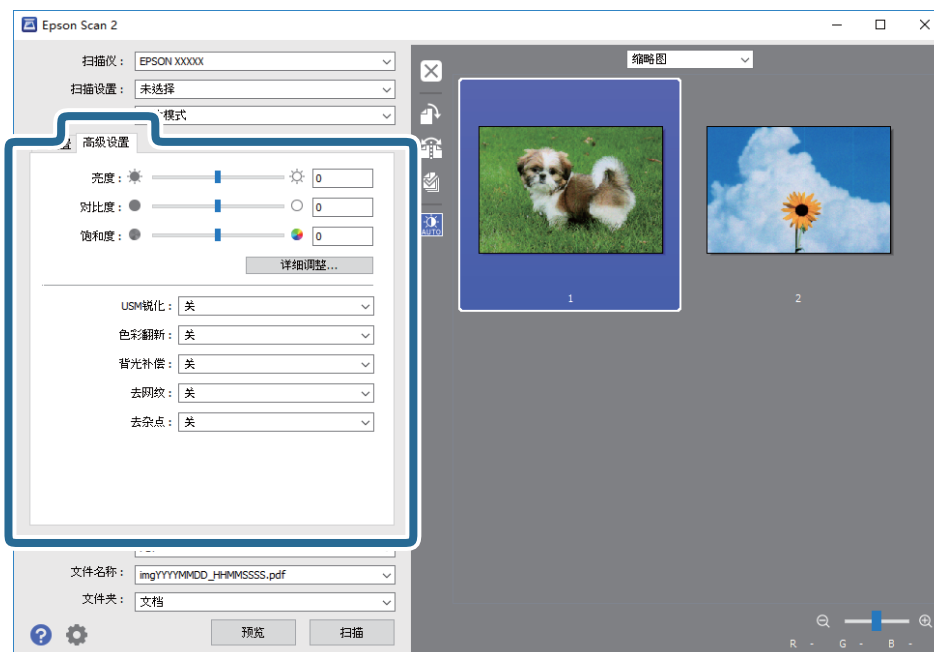 Epson Scan 2
扫描仪： EPSON XXXXX
缩略图
扫描设置： 未选择
模式
高级设置
亮度： 0
对比度： 0
饱和度： 0
AUTO
详细调整...
USM锐化： 关
色彩翻新： 关
背光补偿： 关
去网纹： 关
去杂点： 关
1
2
文件名称： imgYYYYMMDD_HHMMSSSS.pdf
文件夹： 文档
预览 扫描
R - G - B -